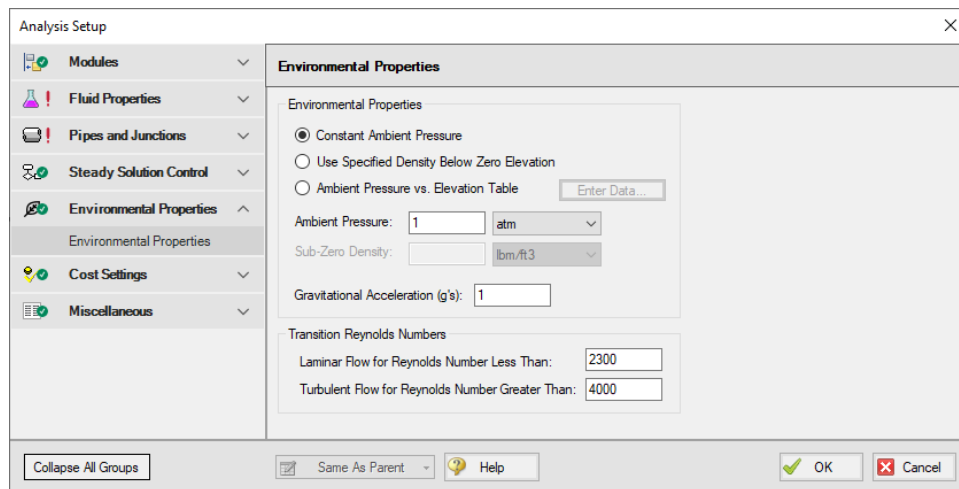 Analysis Setup
Modules
Fluid Properties
Pipes and Junctions
Steady Solution Control
Environmental Properties
Environmental Properties
Cost Settings
Miscellaneous
Environmental Properties
Environmental Properties
Constant Ambient Pressure
Use Specified Density Below Zero Elevation
Ambient Pressure vs. Elevation Table Enter Data...
Ambient Pressure: 1 atm
Sub-Zero Density: lbm/ft3
Gravitational Acceleration (g's): 1
Transition Reynolds Numbers
Laminar Flow for Reynolds Number Less Than: 2300
Turbulent Flow for Reynolds Number Greater Than: 4000
Collapse All Groups Same As Parent Help OK Cancel